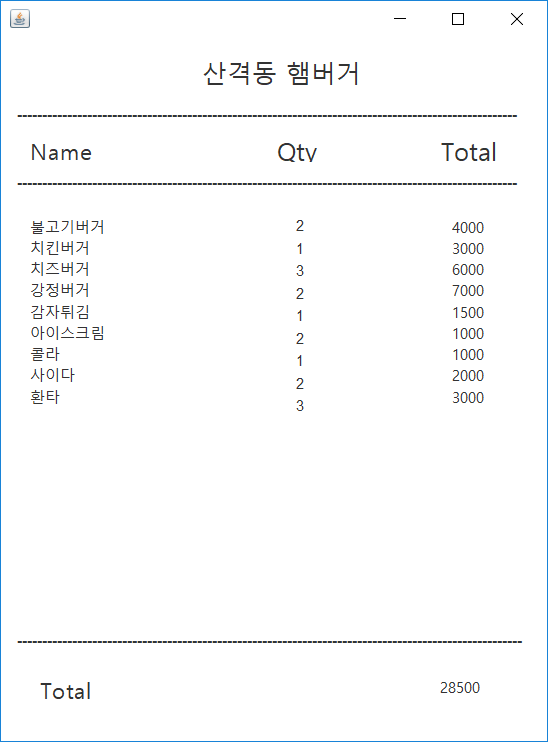 산격동 햄버거
--------------------------------------------------------------------------------------------
Name Qty Total
--------------------------------------------------------------------------------------------
불고기버거 2 4000
치킨버거 1 3000
치즈버거 3 6000
강정버거 2 7000
감자튀김 1 1500
아이스크림 2 1000
콜라 1 1000
사이다 2 2000
환타 3 3000
--------------------------------------------------------------------------------------------
Total 28500